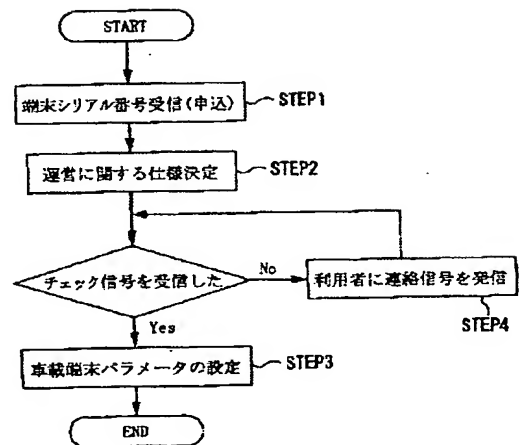 START
端末シリアル番号受信(申込)
STEP1
運営に関する仕様決定
STEP2
チェック信号を受信した
No
利用者に連絡信号を発信
STEP4
Yes
車載端末パラメータの設定
STEP3
END